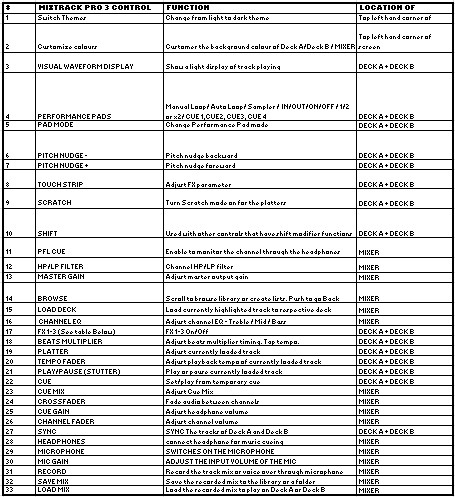 # MIXTRACK PRO 3 CONTROL FUNCTION LOCATION OF
1 Switch Themes Change from light to dark theme Top left hand corner of
2 Customize colours Customer the background colour of Deck A/Deck B / MIXER Top left hand corner of screen
3 VISUAL WAVEFORM DISPLAY Show a light display of track playing DECK A + DECK B
4 PERFORMANCE PADS Manual Loop/ Auto Loop/ Sampler / IN/OUT/ON/OFF / 1/2 or x2/ CUE 1,CUE2, CUE3, CUE 4 DECK A + DECK B
5 PAD MODE Change Performance Pad mode DECK A + DECK B
6 PITCH NUDGE - Pitch nudge backward DECK A + DECK B
7 PITCH NUDGE + Pitch nudge foreward DECK A + DECK B
8 TOUCH STRIP Adjust FX parameter DECK A + DECK B
9 SCRATCH Turn Scratch mode on for the platters DECK A + DECK B
10 SHIFT Used with other controls that have shift modifier functions DECK A + DECK B
11 PFL CUE Enable to monitor the channel through the headphones MIXER
12 HP/LP FILTER Channel HP/LP filter MIXER
13 MASTER GAIN Adjust master output gain MIXER
14 BROWSE Scroll to browse library or create lists. Push to go Back MIXER
15 LOAD DECK Load currently highlighted track to respective deck MIXER
16 CHANNEL EQ Adjust channel EQ - Treble / Mid / Bass MIXER
17 FX 1-3 (See table Below) FX 1-3 On/Off DECK A + DECK B
18 BEATS MULTIPLIER Adjust beats multiplier timing. Tap tempo. DECK A + DECK B
19 PLATTER Adjust currently loaded track DECK A + DECK B
20 TEMPO FADER Adjust playback tempo of currently loaded track DECK A + DECK B
21 PLAY/PAUSE (STUTTER) Play or pause currently loaded track DECK A + DECK B
22 CUE Set/play from temporary cue DECK A + DECK B
23 CUE MIX Adjust Cue Mix MIXER
24 CROSSFADER Fade audio between channels MIXER
25 CUE GAIN Adjust headphone volume MIXER
26 CHANNEL FADER Adjust channel volume MIXER
27 SYNC SYNC The tracks of Deck A and Deck B DECK A + DECK B
28 HEADPHONES connect headphone for music cueing MIXER
29 MICROPHONE SWITCHES ON THE MICROPHONE MIXER
30 MIC GAIN ADJUST THE INPUT VOLUME OF THE MIC MIXER
31 RECORD Record the track mix or voice over through microphone MIXER
32 SAVE MIX Save the recorded mix to the library or a folder MIXER
33 LOAD MIX Load the recorded mix to play on Deck A or Deck B MIXER